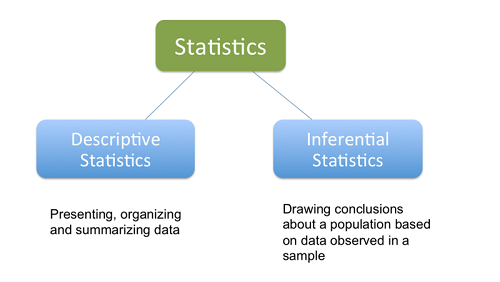 Statistics
Descriptive
Statistics
Inferential
Statistics
Presenting, organizing
and summarizing data
Drawing conclusions
about a population based
on data observed in a
sample